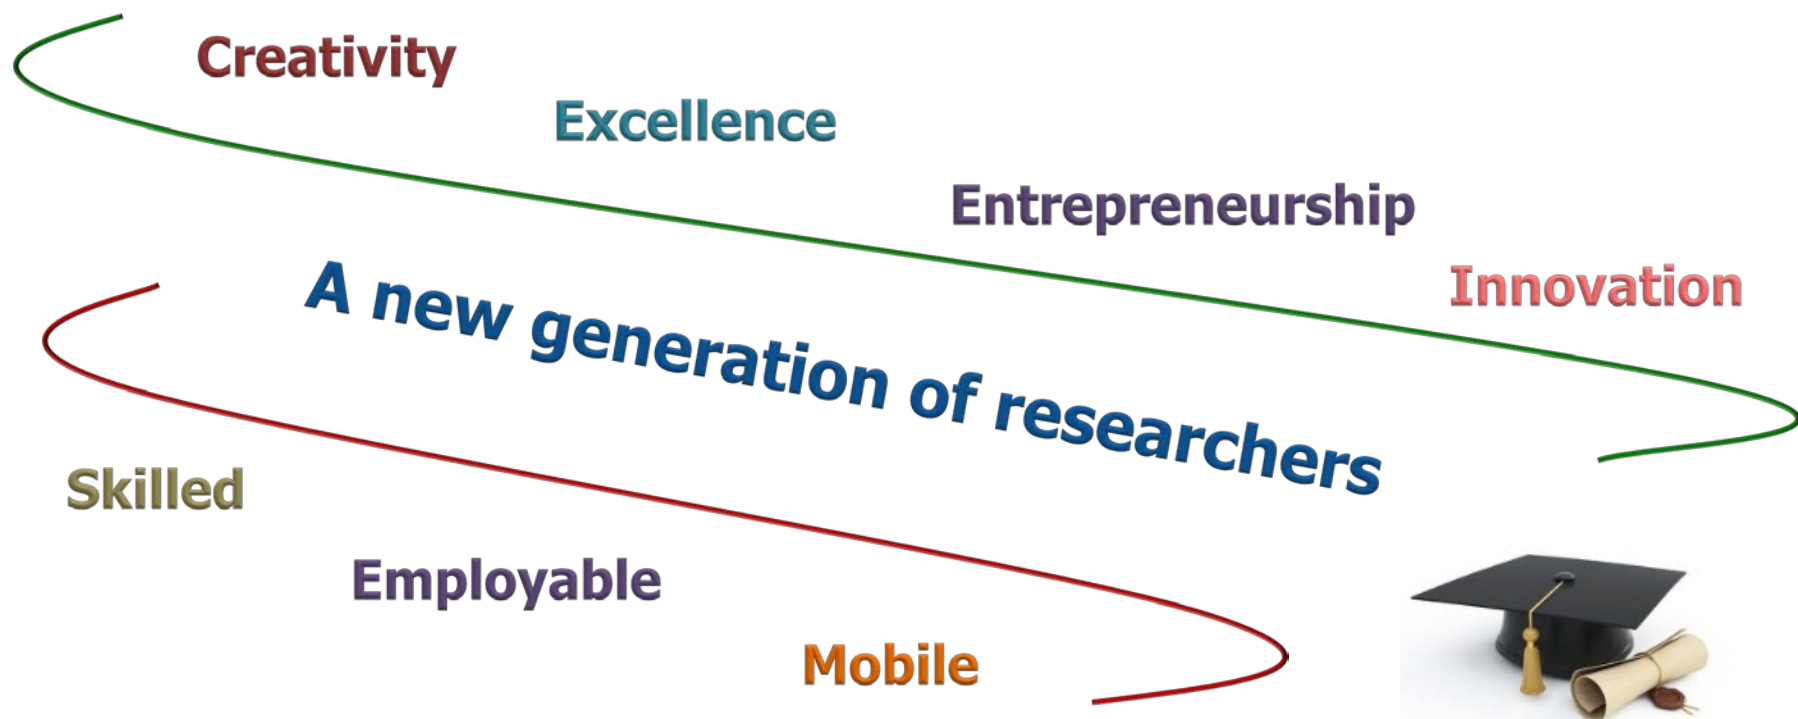 Creativity
Excellence
Entrepreneurship
Innovation
A new generation of researchers
Skilled
Employable
Mobile